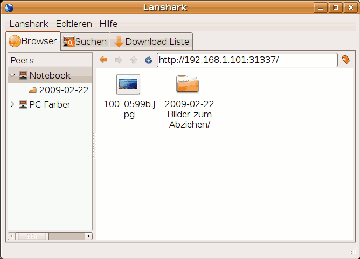 Lanshark
Lanshark Editieren Hilfe
Browser Suchen Download Liste
Peers
Notebook
2009-02-22
PC Farber
http://192.168.1.101:31337/
100_0599b.j
pg
2009-02-22
Bilder zum
Abziehen/